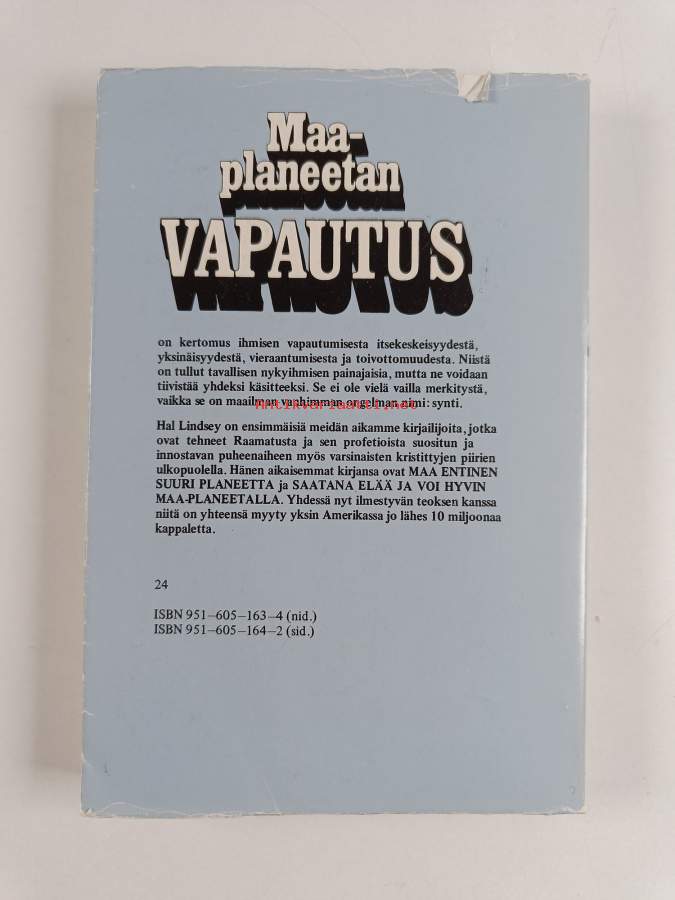 Maa-
planeetan
VAPAUTUS
on kertomus ihmisen vapautumisesta itsekeskeisyydestä,
yksinäisyydestä, vieraantumisesta ja toivottomuudesta. Niistä
on tullut tavallisen nykyihmisen painajaisia, mutta ne voidaan
tiivistää yhdeksi käsitteeksi. Se ei ole vielä vailla merkitystä,
vaikka se on maailman vanhimman ongelman nimi: synti.
Antikvariaatti.net
Hal Lindsey on ensimmäisiä meidän aikamme kirjailijoita, jotka
ovat tehneet Raamatusta ja sen profetioista suositun ja
innostavan puheenaiheen myös varsinaisten kristittyjen piirien
ulkopuolella. Hänen aikaisemmat kirjansa ovat MAA ENTINEN
SUURI PLANEETTA ja SAATANA ELÄÄ JA VOI HYVIN
MAA-PLANEETALLA. Yhdessä nyt ilmestyvän teoksen kanssa
niitä on yhteensä myyty yksin Amerikassa jo lähes 10 miljoonaa
kappaletta.
24
ISBN 951-605-163-4 (nid.)
ISBN 951-605-164-2 (sid.)